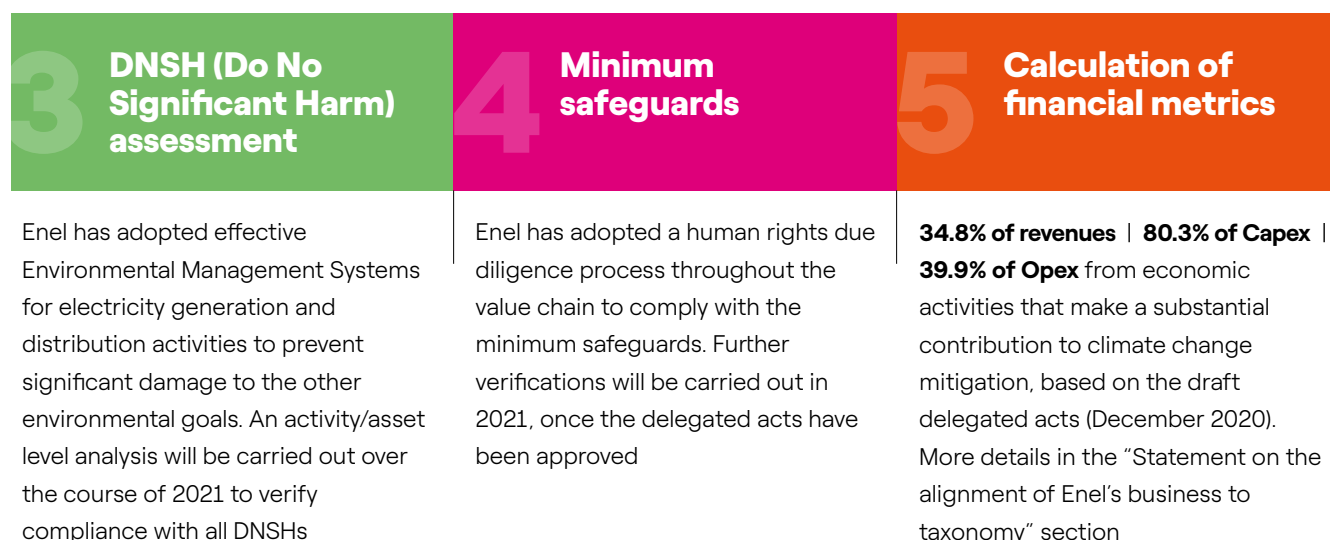 3
DNSH (Do No
Significant Harm)
assessment
Enel has adopted effective
Environmental Management Systems
for electricity generation and
distribution activities to prevent
significant damage to the other
environmental goals. An activity/asset
level analysis will be carried out over
the course of 2021 to verify
compliance with all DNSHs
4
Minimum
safeguards
Enel has adopted a human rights due
diligence process throughout the
value chain to comply with the
minimum safeguards. Further
verifications will be carried out in
2021, once the delegated acts have
been approved
5
Calculation of
financial metrics
34.8% of revenues | 80.3% of Capex |
39.9% of Opex from economic
activities that make a substantial
contribution to climate change
mitigation, based on the draft
delegated acts (December 2020).
More details in the “Statement on the
alignment of Enel’s business to
taxonomy” section